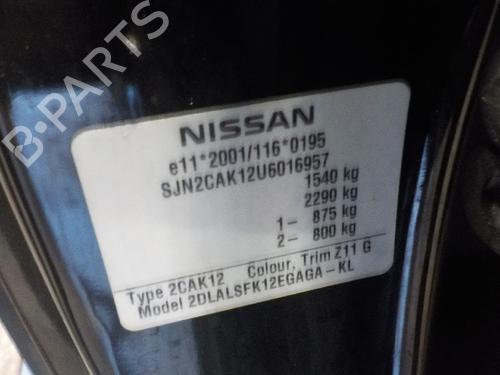 B-PARTS
NISSAN
e11*2001/116*0195
SJN2CAK12U6016957
1540 kg
2290 kg
1- 875 kg
2- 800 kg
Type 2CAK12 Colour, Trim Z11 G
Model 2DLALSFK12EGAGA-KL